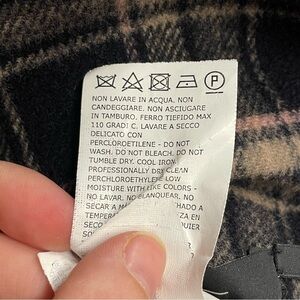 P
NON LAVARE IN ACQUA. NON
CANDEGGIARE. NON ASCIUGARE
IN TAMBURO. FERRO TIEPIDO MAX
110 GRADI C. LAVARE A SECCO
DELICATO CON
PERCLOROETILENE - DO NOT
WASH. DO NOT BLEACH. DO NOT
TUMBLE DRY. COOL IRON.
PROFESSIONALLY DRY CLEAN
PERCHLOROETHYLENE LOW
MOISTURE WITH LIKE COLORS -
NO LAVAR. NO BLANQUEAR. NO
SECAR A MÁ
TEMPER
SECO